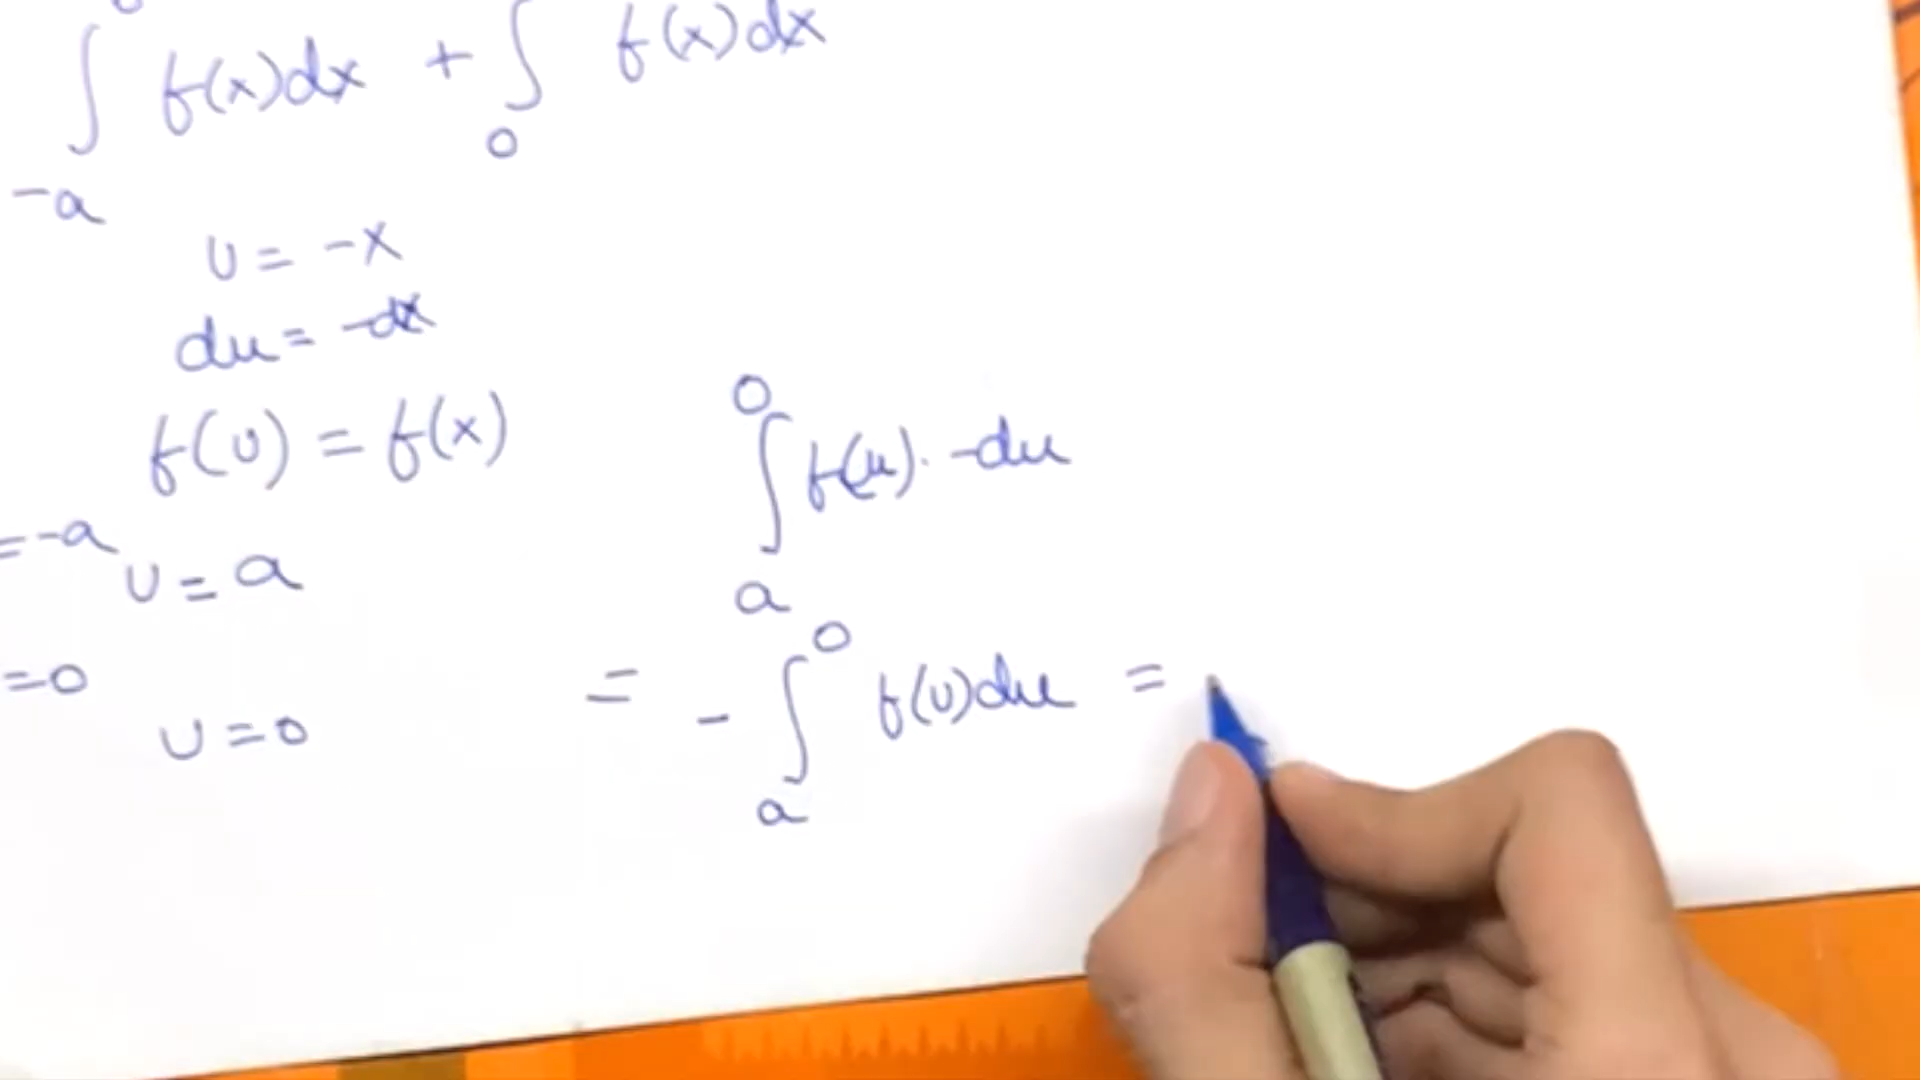 ∫ f(x)dx + ∫ f(x)dx
0
-a
U = -x
du = -dx
f(U) = f(x)
0
∫ f(u). -du
a
= -a
U = a
0
= - ∫ f(U)du =
a
=0
U = 0